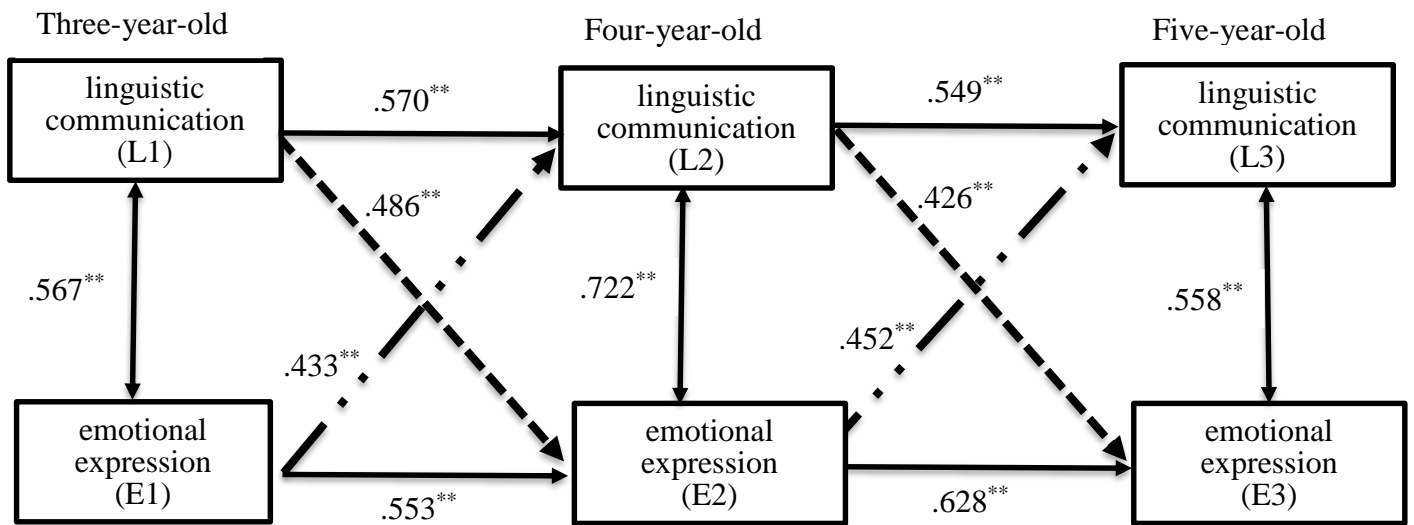 Three-year-old
Four-year-old
Five-year-old
linguistic
communication
(L1)
.570**
linguistic
communication
(L2)
.549**
linguistic
communication
(L3)
.486**
.426**
.567**
.722**
.558**
.433**
.452**
emotional
expression
(E1)
.553**
emotional
expression
(E2)
.628**
emotional
expression
(E3)